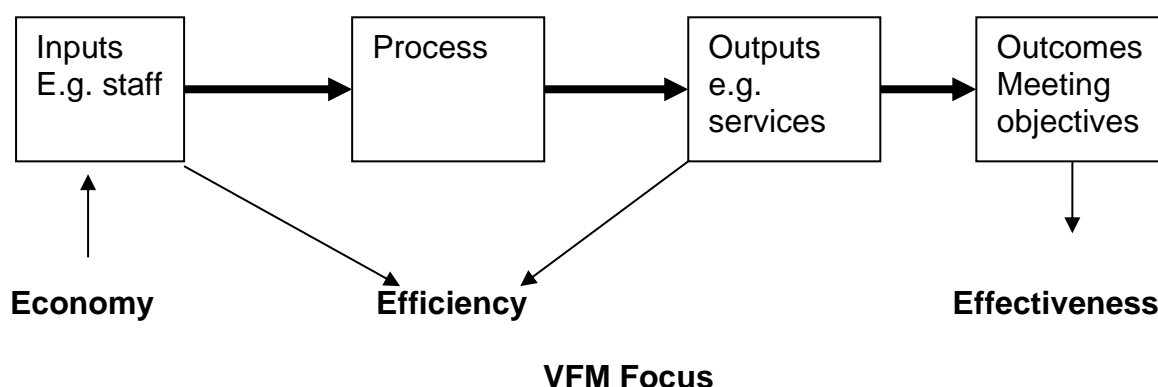 Inputs
E.g. staff
Process
Outputs
e.g.
services
Outcomes
Meeting
objectives
Economy
Efficiency
Effectiveness
VFM Focus